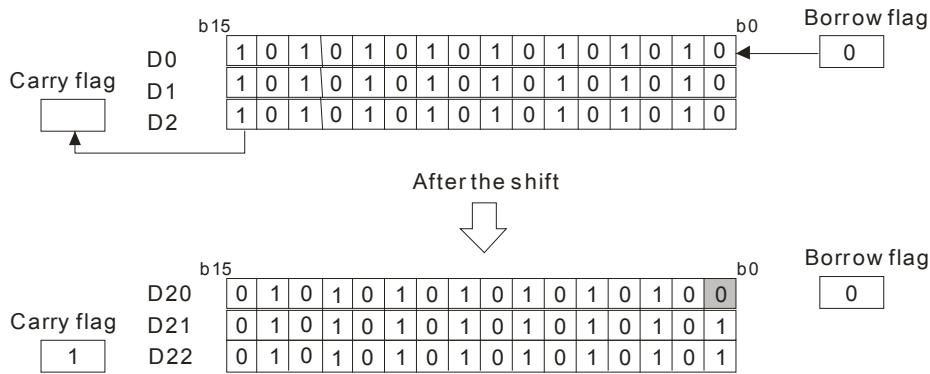 b15 b0 Borrow flag
D0 1 0 1 0 1 0 1 0 1 0 1 0 1 0 1 0 0
Carry flag D1 1 0 1 0 1 0 1 0 1 0 1 0 1 0 1 0
D2 1 0 1 0 1 0 1 0 1 0 1 0 1 0 1 0
After the shift
b15 b0 Borrow flag
D20 0 1 0 1 0 1 0 1 0 1 0 1 0 1 0 0 0
Carry flag D21 0 1 0 1 0 1 0 1 0 1 0 1 0 1 0 1
1 D22 0 1 0 1 0 1 0 1 0 1 0 1 0 1 0 1